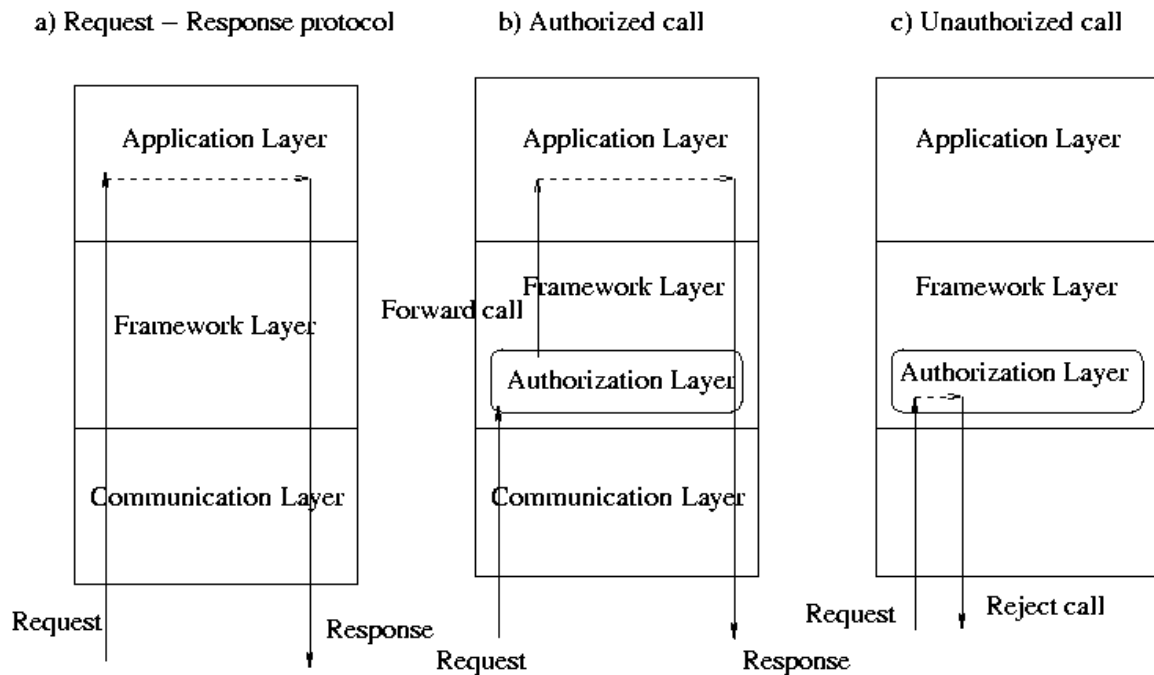 a) Request – Response protocol
Application Layer
Framework Layer
Communication Layer
Request
Response
b) Authorized call
Application Layer
Framework Layer
Forward call
Authorization Layer
Communication Layer
Request
Response
c) Unauthorized call
Application Layer
Framework Layer
Authorization Layer
Request
Reject call